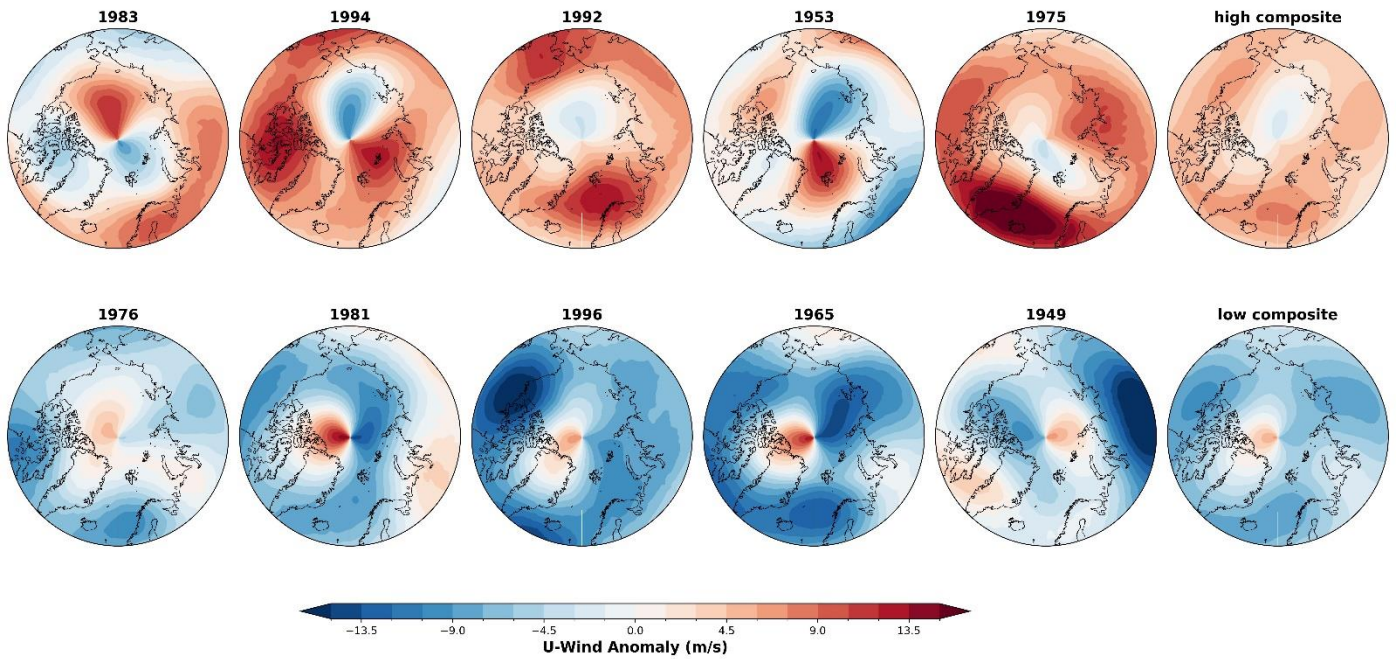 1983 1994 1992 1953 1975 high composite
1976 1981 1996 1965 1949 low composite
−13.5 −9.0 −4.5 0.0 4.5 9.0 13.5
U-Wind Anomaly (m/s)